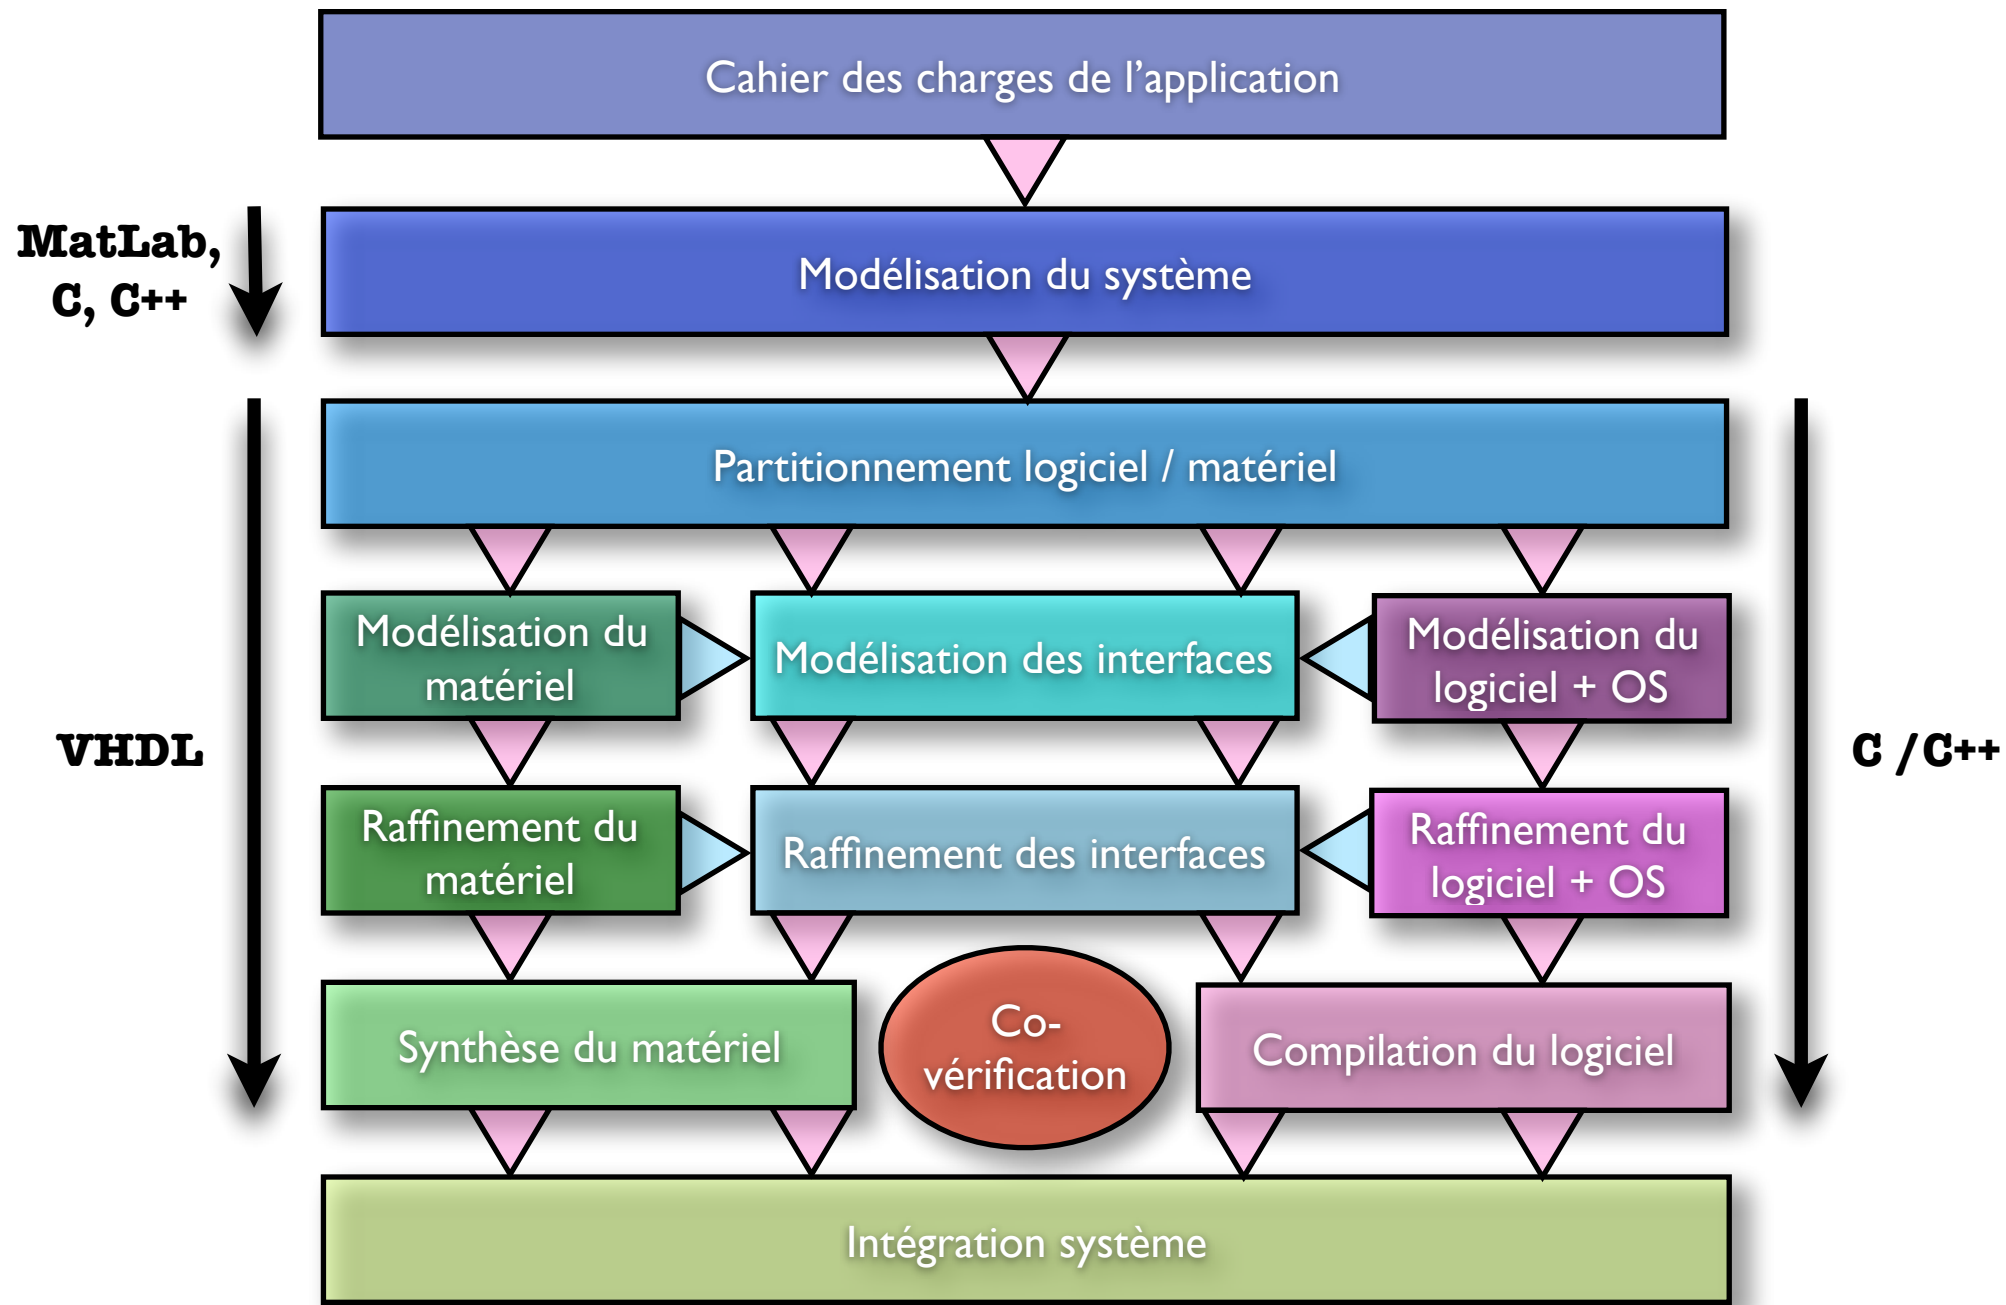 Cahier des charges de l'application
MatLab,
C, C++
Modélisation du système
Partitionnement logiciel / matériel
Modélisation du
matériel
Modélisation des interfaces
Modélisation du
logiciel + OS
VHDL
C /C++
Raffinement du
matériel
Raffinement des interfaces
Raffinement du
logiciel + OS
Synthèse du matériel
Co-
vérification
Compilation du logiciel
Intégration système